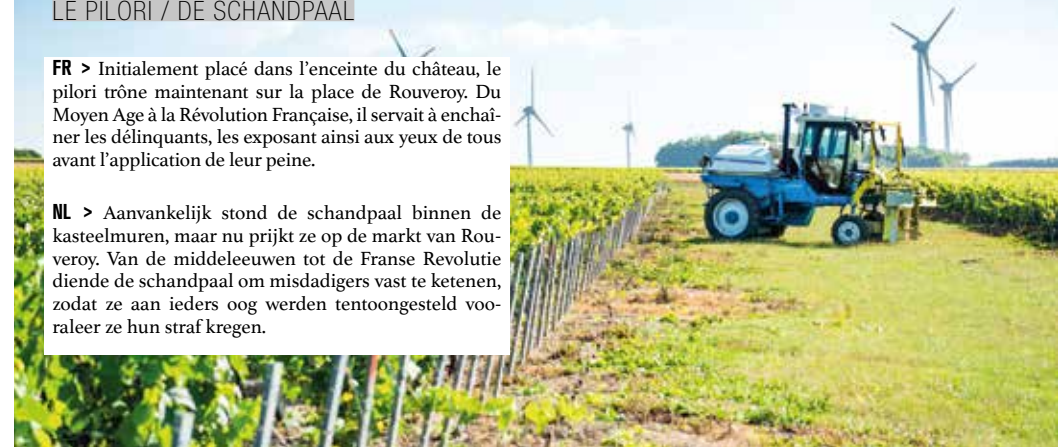 LE PILORI / DE SCHANDPAAL
FR > Initialement placé dans l'enceinte du château, le
pilori trône maintenant sur la place de Rouveroy. Du
Moyen Age à la Révolution Française, il servait à enchaî-
ner les délinquants, les exposant ainsi aux yeux de tous
avant l'application de leur peine.
NL > Aanvankelijk stond de schandpaal binnen de
kasteelmuren, maar nu prijkt ze op de markt van Rou-
veroy. Van de middeleeuwen tot de Franse Revolutie
diende de schandpaal om misdadigers vast te ketenen,
zodat ze aan ieders oog werden tentoongesteld voo-
raleer ze hun straf kregen.